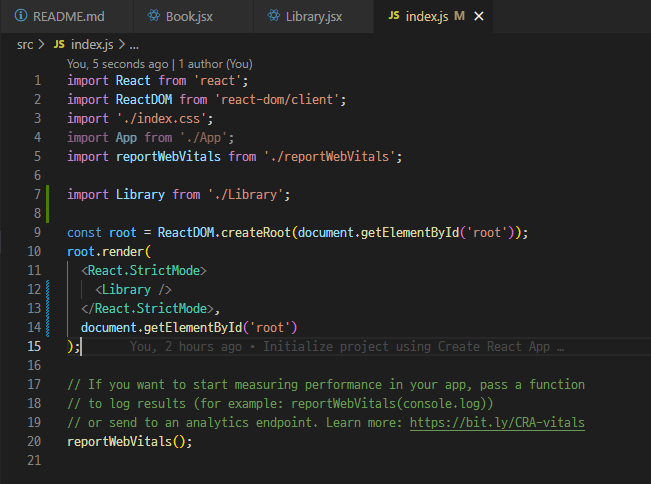 README.md Book.jsx Library.jsx JS index.js M
src > JS index.js > ...
You, 5 seconds ago | 1 author (You)
1 import React from 'react';
2 import ReactDOM from 'react-dom/client';
3 import './index.css';
4 import App from './App';
5 import reportWebVitals from './reportWebVitals';
6
7 import Library from './Library';
8
9 const root = ReactDOM.createRoot(document.getElementById('root'));
10 root.render(
11 <React.StrictMode>
12 <Library />
13 </React.StrictMode>,
14 document.getElementById('root')
15 ); You, 2 hours ago • Initialize project using Create React App …
16
17 // If you want to start measuring performance in your app, pass a function
18 // to log results (for example: reportWebVitals(console.log))
19 // or send to an analytics endpoint. Learn more: https://bit.ly/CRA-vitals
20 reportWebVitals();
21